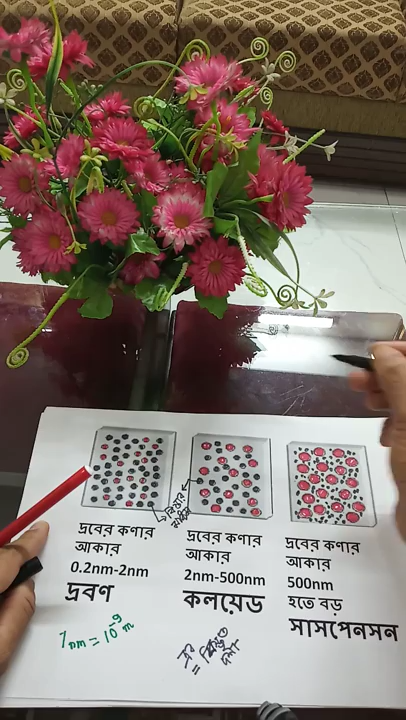 দ্রবের কণার
আকার
0.2nm-2nm
দ্রবণ
দ্রবের কণার
আকার
2nm-500nm
কলয়েড
দ্রবের কণার
আকার
500nm
হতে বড়
সাসপেনসন
1nm = 10⁻⁹ m